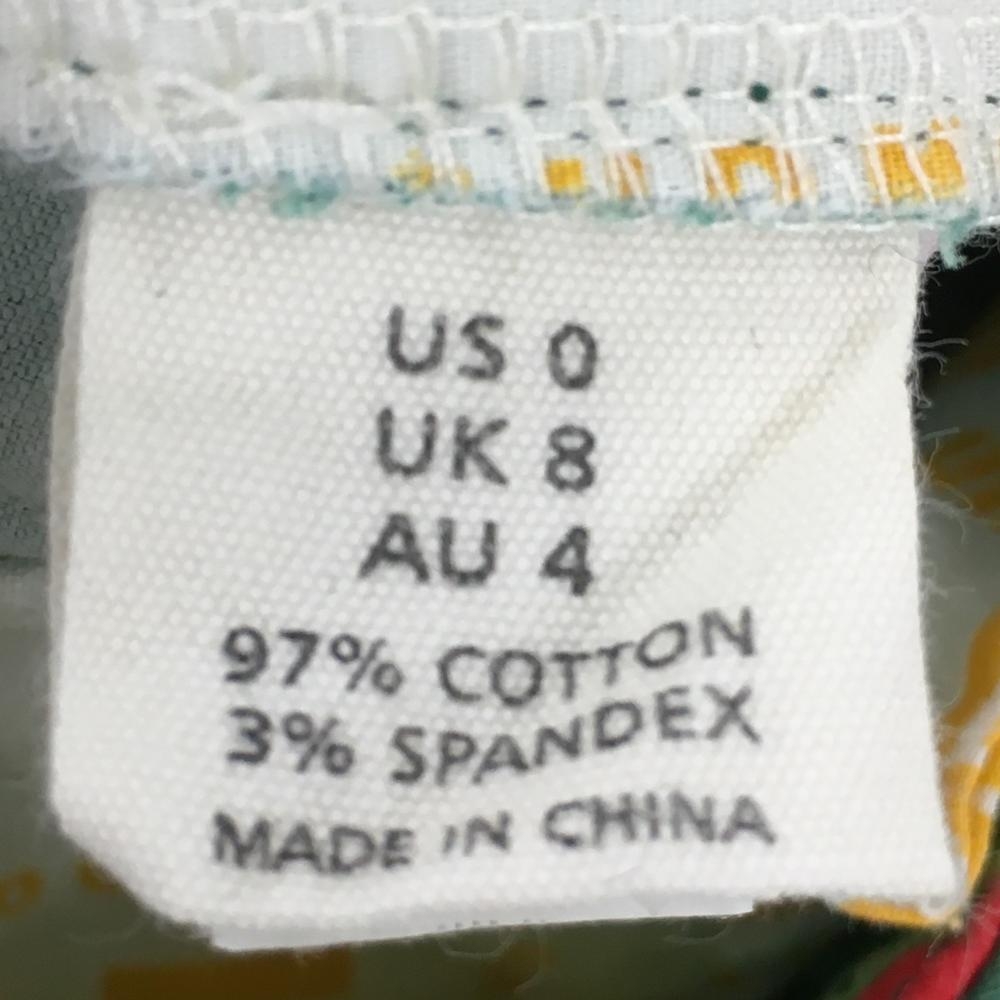 US 0
UK 8
AU 4
97% COTTON
3% SPANDEX
MADE IN CHINA